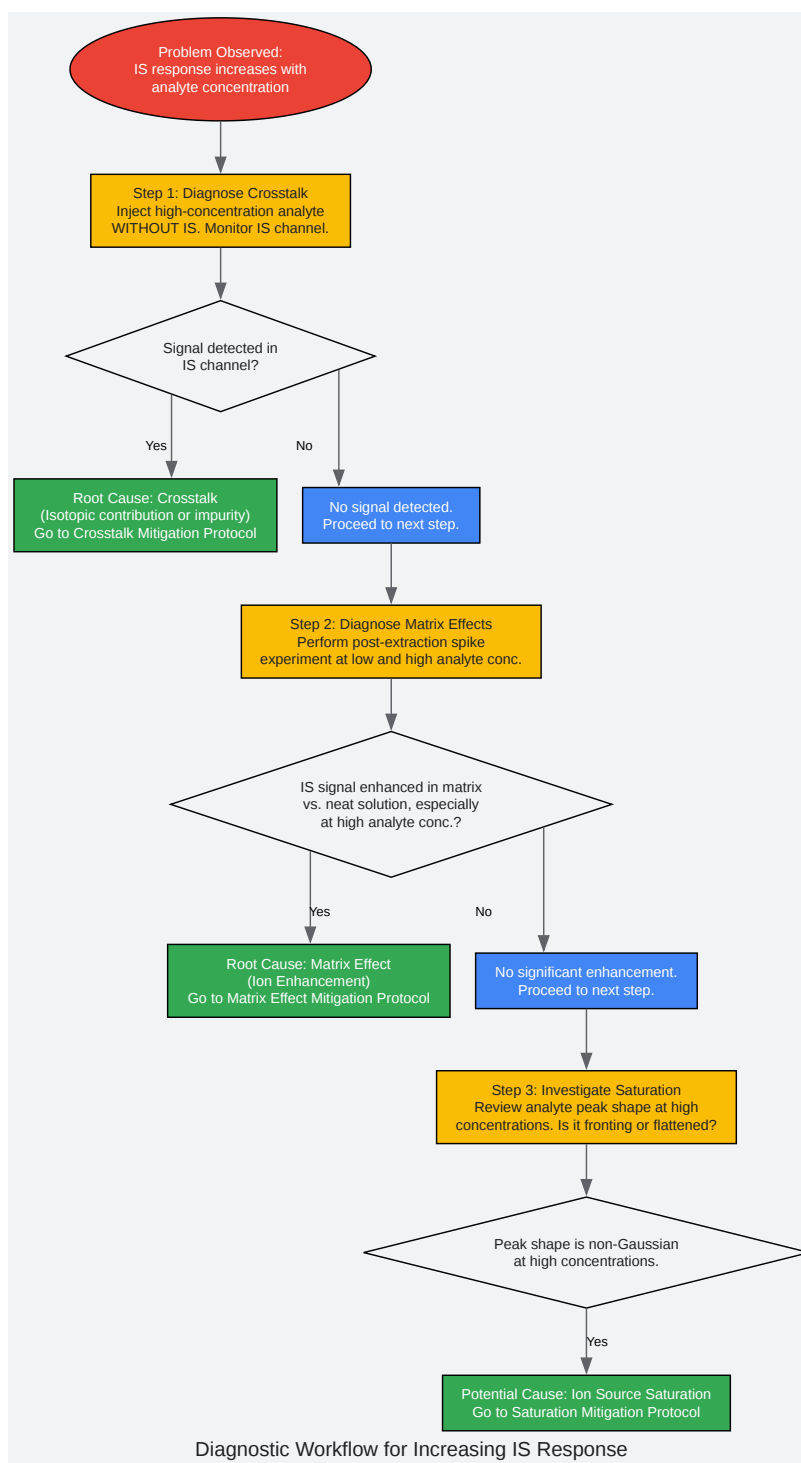 Problem Observed:
IS response increases with
analyte concentration
Step 1: Diagnose Crosstalk
Inject high-concentration analyte
WITHOUT IS. Monitor IS channel.
Signal detected in
IS channel?
Yes
No
Root Cause: Crosstalk
(Isotopic contribution or impurity)
Go to Crosstalk Mitigation Protocol
No signal detected.
Proceed to next step.
Step 2: Diagnose Matrix Effects
Perform post-extraction spike
experiment at low and high analyte conc.
IS signal enhanced in matrix
vs. neat solution, especially
at high analyte conc.?
Yes
No
Root Cause: Matrix Effect
(Ion Enhancement)
Go to Matrix Effect Mitigation Protocol
No significant enhancement.
Proceed to next step.
Step 3: Investigate Saturation
Review analyte peak shape at high
concentrations. Is it fronting or flattened?
Peak shape is non-Gaussian
at high concentrations.
Yes
Potential Cause: Ion Source Saturation
Go to Saturation Mitigation Protocol
Diagnostic Workflow for Increasing IS Response